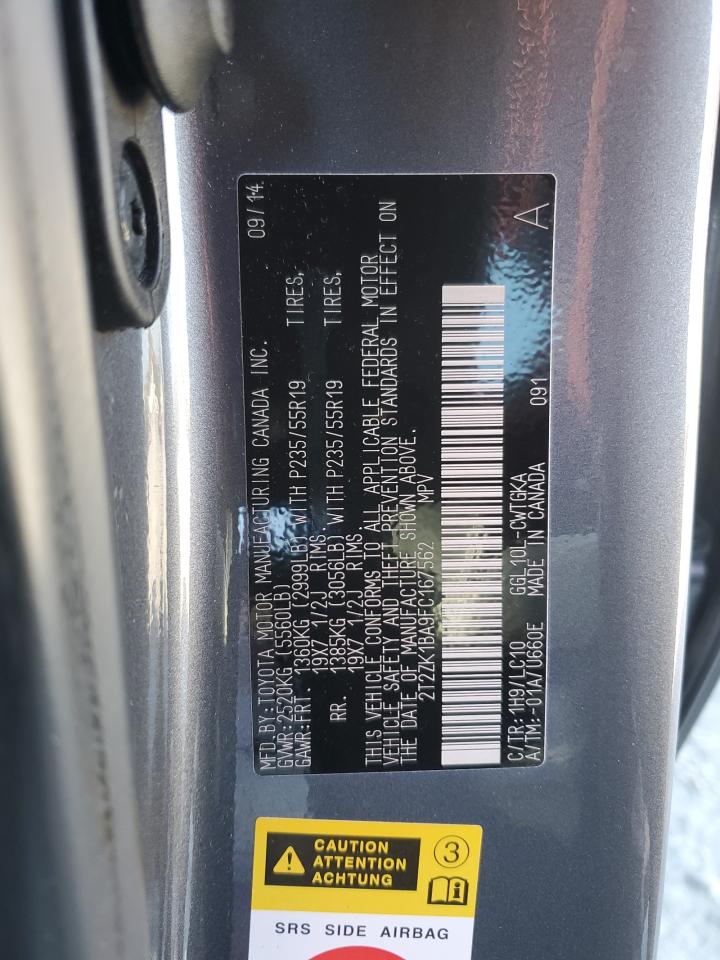 MFD.BY:TOYOTA MOTOR MANUFACTURING CANADA INC. 09/14
GVWR:2520KG (5560LB)
GAWR:FRT. 1360KG (2999LB) WITH P235/55R19 TIRES,
19X7 1/2J RIMS.
RR. 1385KG (3056LB) WITH P235/55R19 TIRES,
19X7 1/2J RIMS.
THIS VEHICLE CONFORMS TO ALL APPLICABLE FEDERAL MOTOR
VEHICLE SAFETY AND THEFT PREVENTION STANDARDS IN EFFECT ON
THE DATE OF MANUFACTURE SHOWN ABOVE.
2T2ZK1BA9FC167562 MPV
C/TR:1H9/LC10 GGL10L-CWTGKA 091 A
A/TM:-01A/U660E MADE IN CANADA
CAUTION
ATTENTION
ACHTUNG
3
i
SRS SIDE AIRBAG